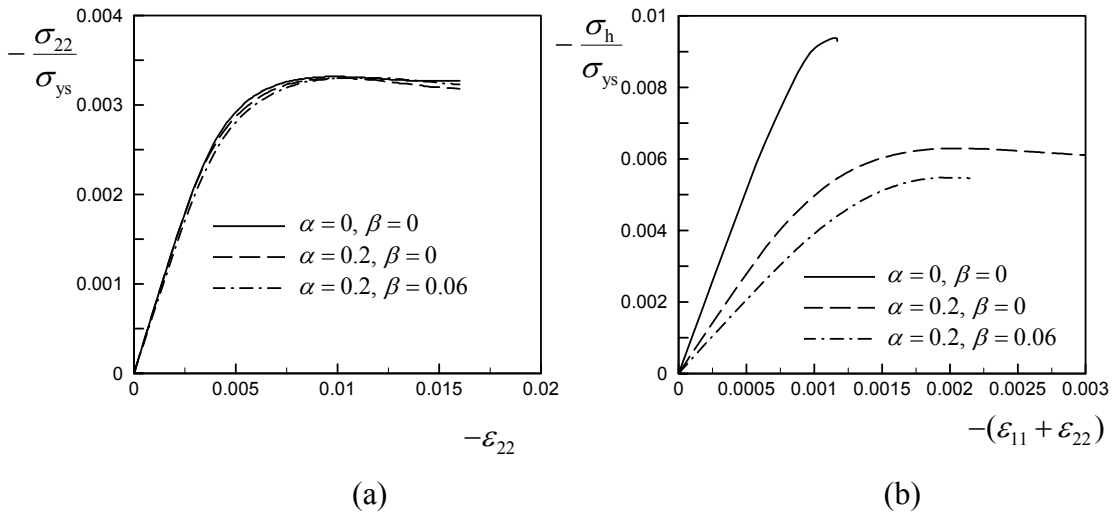 0.004
0.003
0.002
0.001
0
− σ22/σys
α = 0, β = 0
α = 0.2, β = 0
α = 0.2, β = 0.06
0 0.005 0.01 0.015 0.02
−ε22
(a)
0.01
0.008
0.006
0.004
0.002
0
− σh/σys
α = 0, β = 0
α = 0.2, β = 0
α = 0.2, β = 0.06
0 0.0005 0.001 0.0015 0.002 0.0025 0.003
−(ε11 + ε22)
(b)